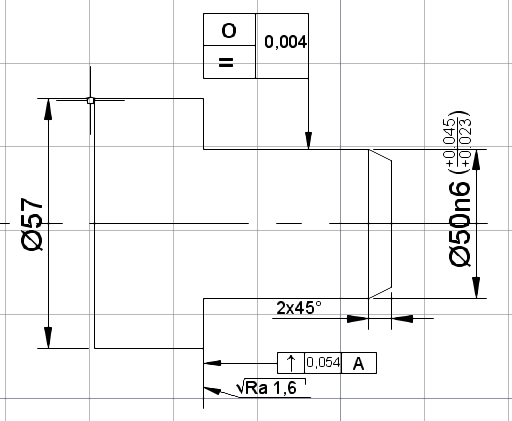 O
=
0,004
Ø57
Ø50n6 (+0.045
+0.023)
2x45°
↑ 0,054 A
√Ra 1,6